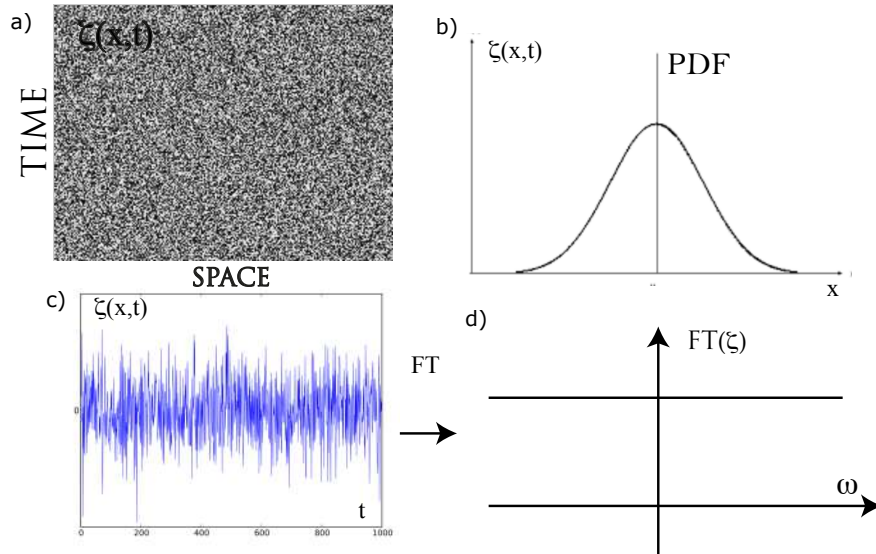 a)
ζ(x,t)
TIME
SPACE
b)
ζ(x,t)
PDF
x
c)
ζ(x,t)
0
t
0
200
400
600
800
1000
FT
d)
FT(ζ)
ω